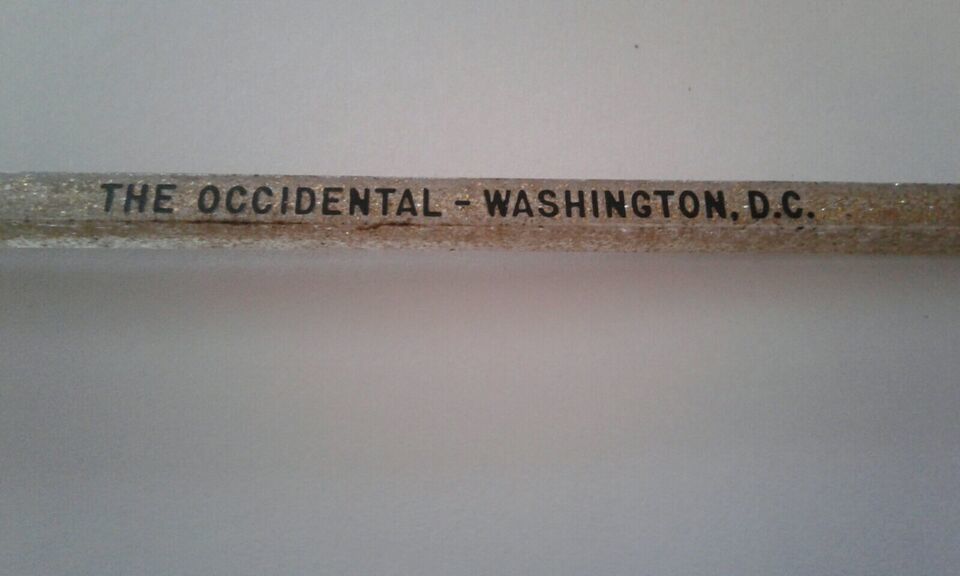 THE OCCIDENTAL - WASHINGTON, D.C.